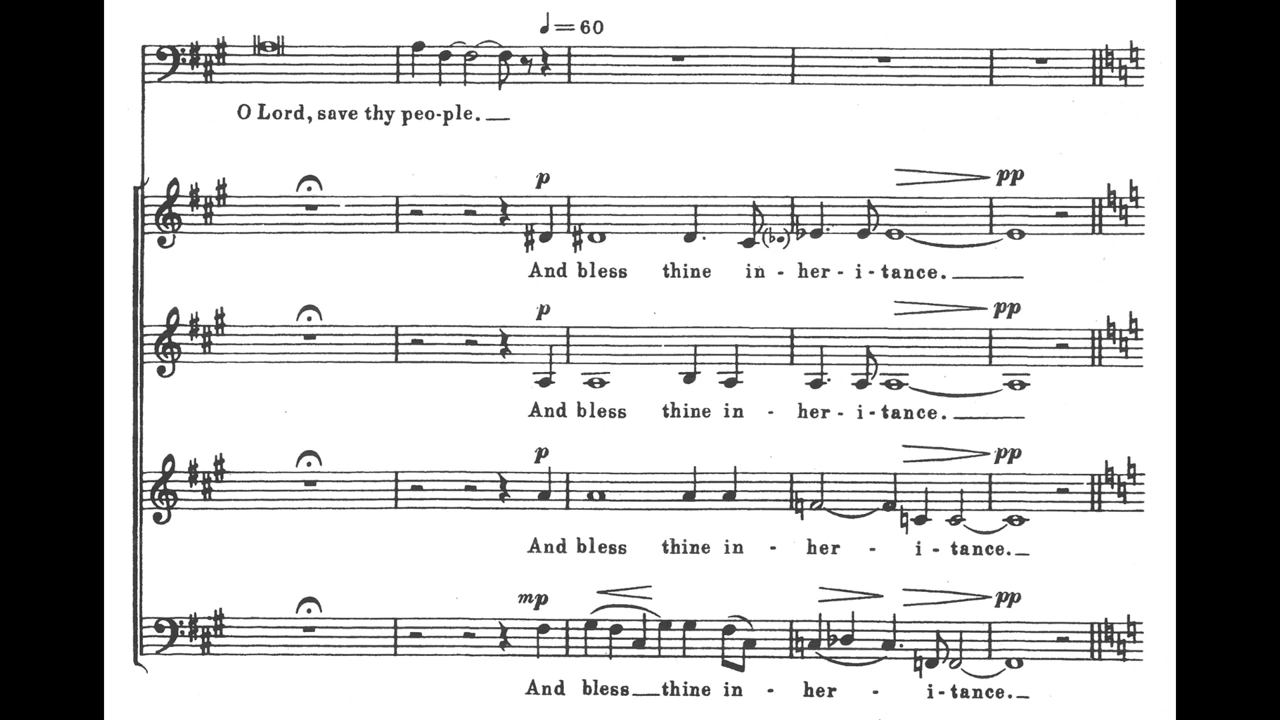 ♩=60
O Lord, save thy peo-ple.
p pp
And bless thine in - her - i - tance.
p pp
And bless thine in - her - i - tance.
p pp
And bless thine in - her - i - tance.
mp pp
And bless thine in - her - i - tance.